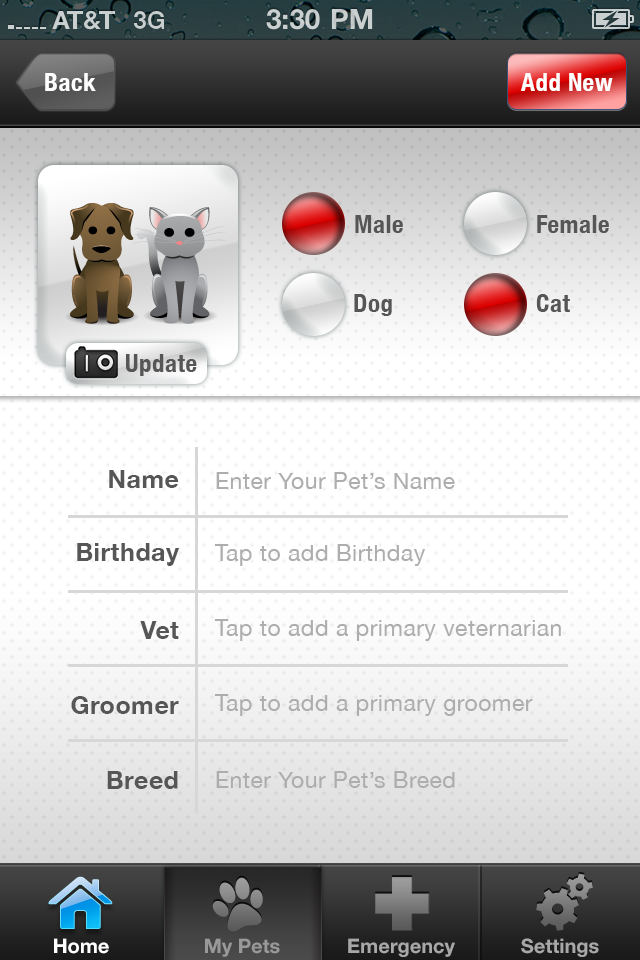 AT&T 3G 3:30 PM
Back Add New
Male Female
Dog Cat
Update
Name Enter Your Pet's Name
Birthday Tap to add Birthday
Vet Tap to add a primary veternarian
Groomer Tap to add a primary groomer
Breed Enter Your Pet's Breed
Home My Pets Emergency Settings